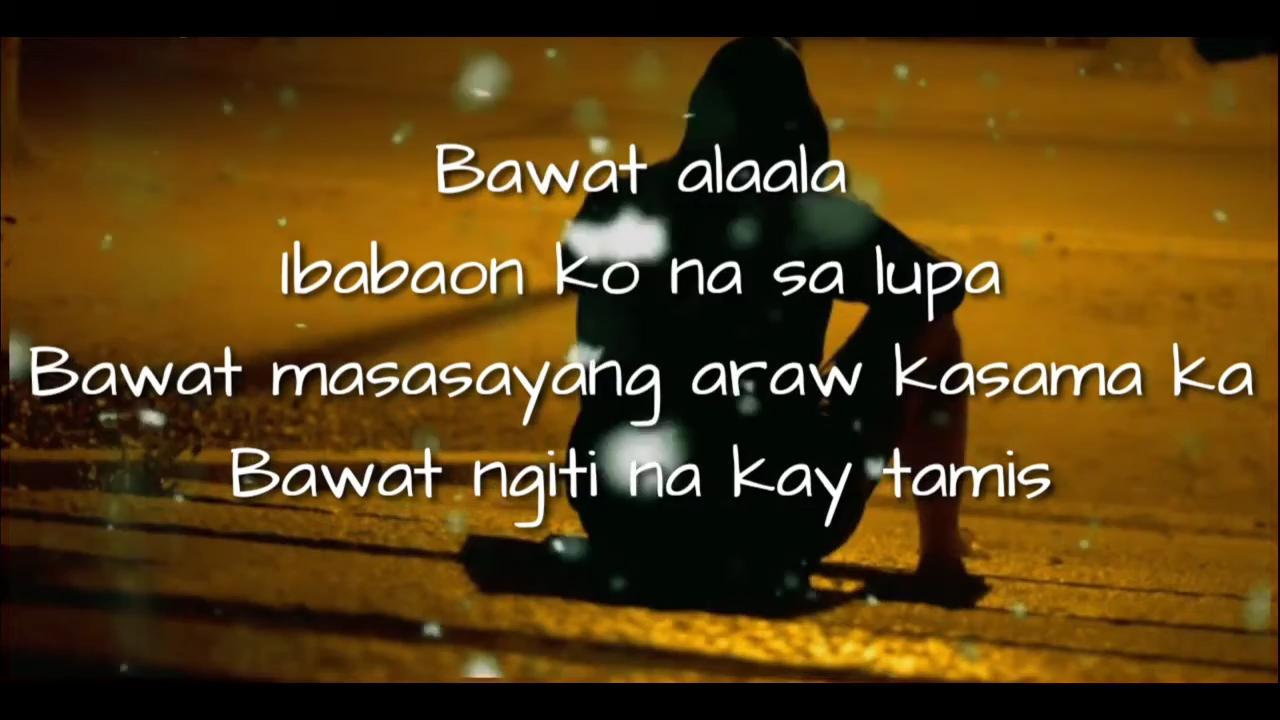 Bawat alaala
Ibabaon ko na sa lupa
Bawat masasayang araw kasama ka
Bawat ngiti na kay tamis